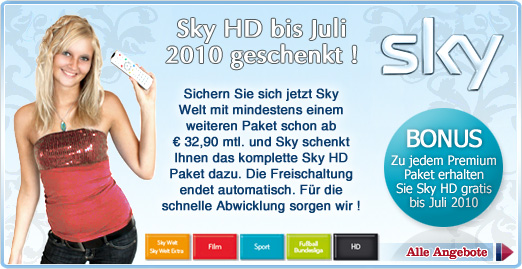 Sky HD bis Juli
2010 geschenkt !
sky
Sichern Sie sich jetzt Sky
Welt mit mindestens einem
weiteren Paket schon ab
€ 32,90 mtl. und Sky schenkt
Ihnen das komplette Sky HD
Paket dazu. Die Freischaltung
endet automatisch. Für die
schnelle Abwicklung sorgen wir !
BONUS
Zu jedem Premium
Paket erhalten
Sie Sky HD gratis
bis Juli 2010
Sky Welt
Sky Welt Extra
Film
Sport
Fußball
Bundesliga
HD
Alle Angebote